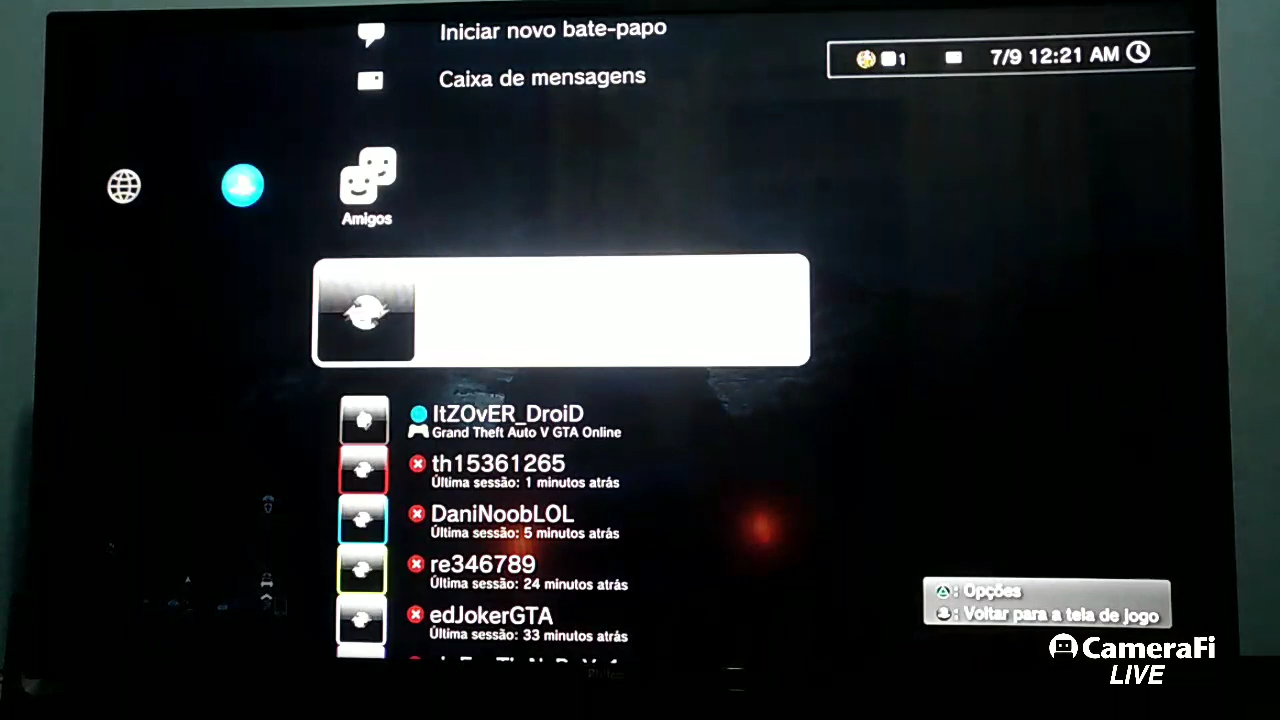 Iniciar novo bate-papo
1 7/9 12:21 AM
Caixa de mensagens
Amigos
ItZOvER_DroiD
Grand Theft Auto V GTA Online
th15361265
Última sessão: 1 minutos atrás
DaniNoobLOL
Última sessão: 5 minutos atrás
re346789
Última sessão: 24 minutos atrás
edJokerGTA
Última sessão: 33 minutos atrás
: Opções
: Voltar para a tela de jogo
CameraFi
LIVE